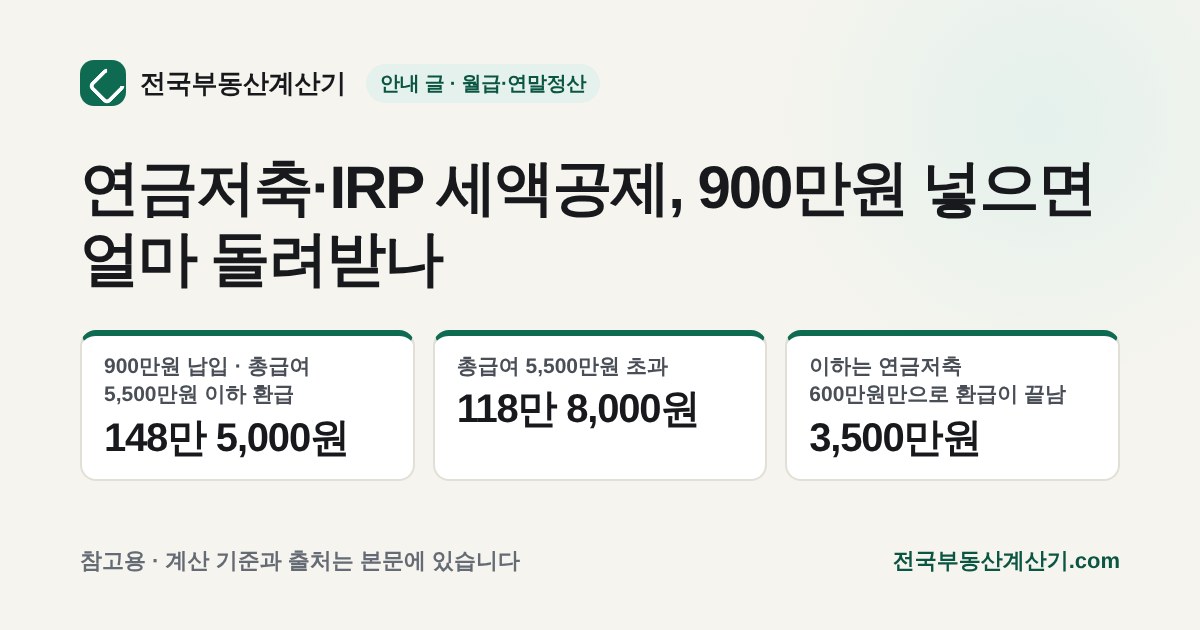 전국부동산계산기
안내 글 · 월급·연말정산
연금저축·IRP 세액공제, 900만원 넣으면
얼마 돌려받나
900만원 납입 · 총급여
5,500만원 이하 환급
148만 5,000원
총급여 5,500만원 초과
118만 8,000원
이하는 연금저축
600만원만으로 환급이 끝남
3,500만원
참고용 · 계산 기준과 출처는 본문에 있습니다
전국부동산계산기.com